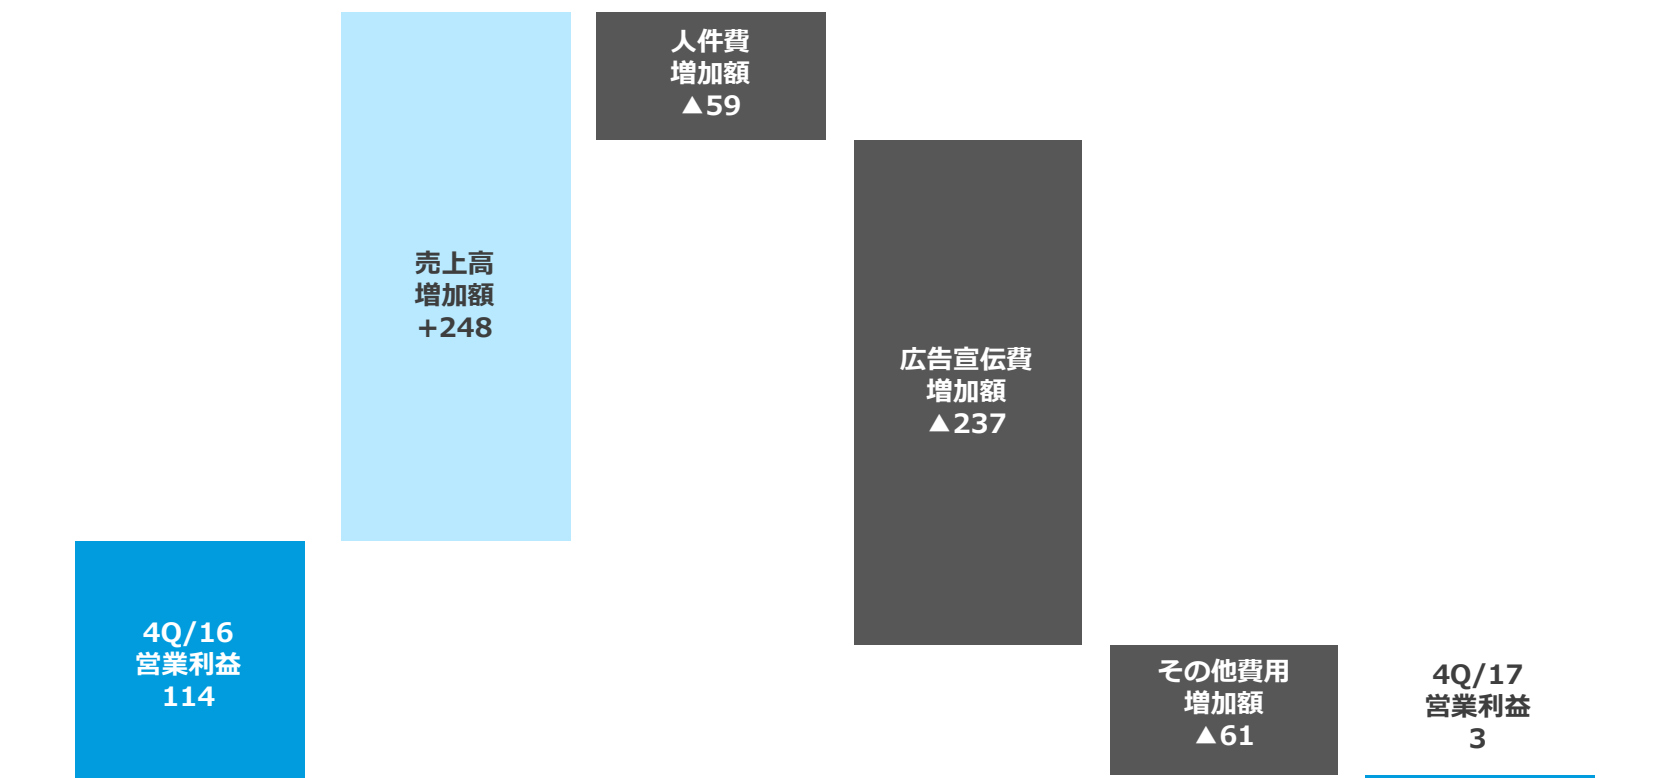 4Q/16
営業利益
114
売上高
増加額
+248
人件費
増加額
▲59
広告宣伝費
増加額
▲237
その他費用
増加額
▲61
4Q/17
営業利益
3